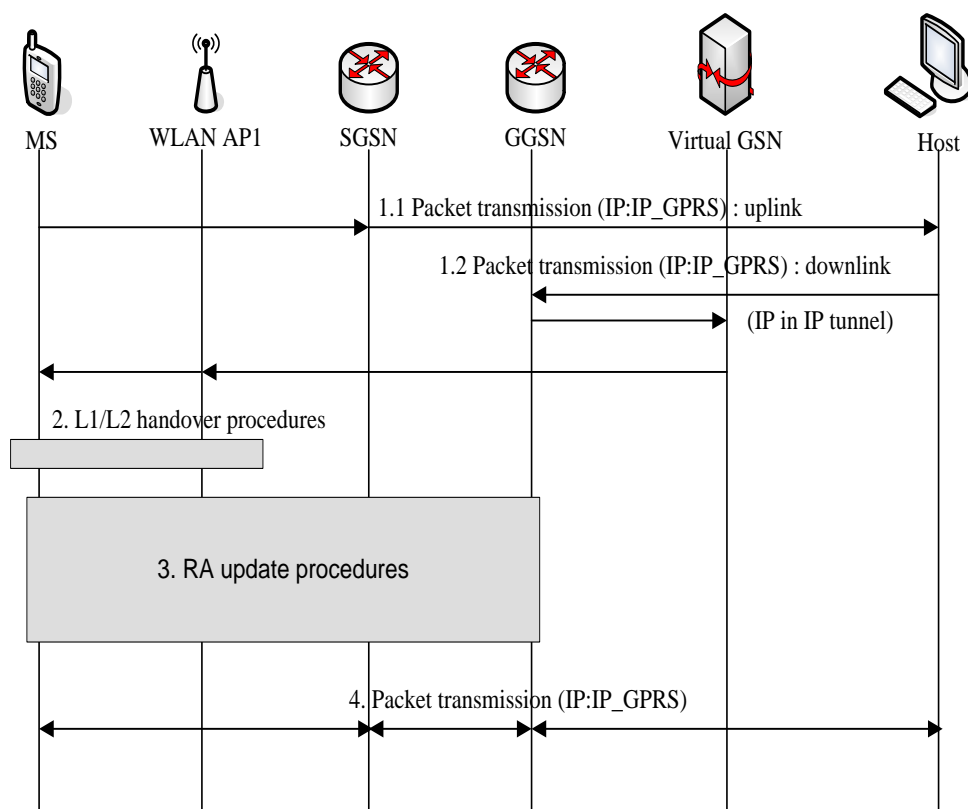 MS
WLAN AP1
SGSN
GGSN
Virtual GSN
Host
1.1 Packet transmission (IP:IP_GPRS) : uplink
1.2 Packet transmission (IP:IP_GPRS) : downlink
(IP in IP tunnel)
2. L1/L2 handover procedures
3. RA update procedures
4. Packet transmission (IP:IP_GPRS)